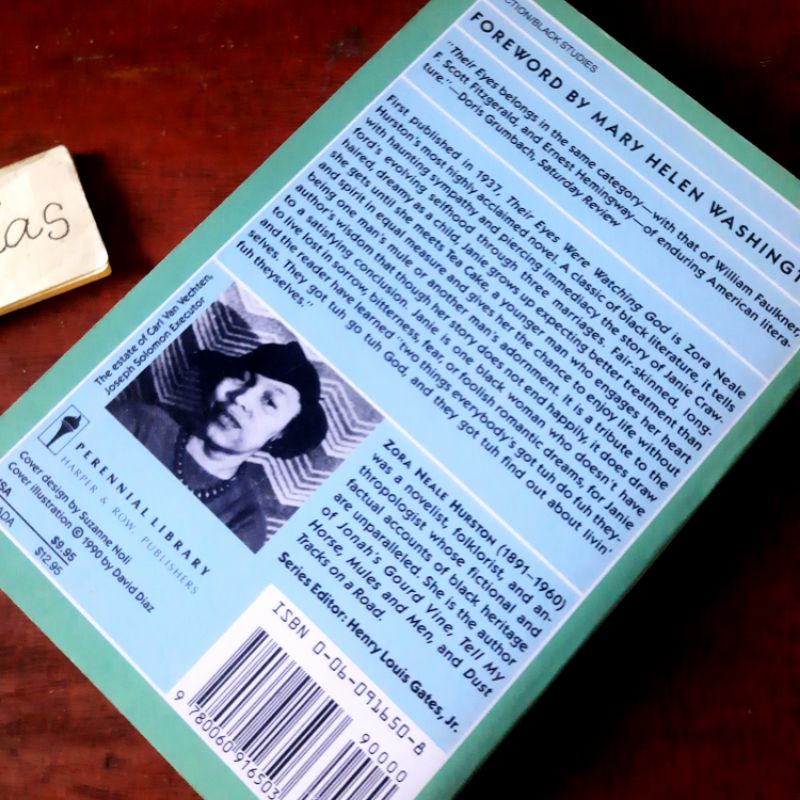 CTION/BLACK STUDIES
FOREWORD BY MARY HELEN WASHINGT
"Their Eyes belongs in the same category—with that of William Faulkner,
F. Scott Fitzgerald, and Ernest Hemingway—of enduring American litera-
ture."—Doris Grumbach, Saturday Review
First published in 1937, Their Eyes Were Watching God is Zora Neale
Hurston's most highly acclaimed novel. A classic of black literature, it tells
with haunting sympathy and piercing immediacy the story of Janie Craw-
ford's evolving selfhood through three marriages. Fair-skinned, long-
haired, dreamy as a child, Janie grows up expecting better treatment than
she gets until she meets Tea Cake, a younger man who engages her heart
and spirit in equal measure and gives her the chance to enjoy life without
being one man's mule or another man's adornment. It is a tribute to the
author's wisdom that though her story does not end happily, it does draw
to a satisfying conclusion. Janie is one black woman who doesn't have
to live lost in sorrow, bitterness, fear, or foolish romantic dreams, for Janie
and the reader have learned "two things everybody's got tuh do fuh they-
selves. They got tuh go tuh God, and they got tuh find out about livin'
fuh theyselves."
The estate of Carl Van Vechten,
Joseph Solomon Executor
ZORA NEALE HURSTON (1891–1960)
was a novelist, folklorist, and an-
thropologist whose fictional and
factual accounts of black heritage
are unparalleled. She is the author
of Jonah's Gourd Vine, Tell My
Horse, Mules and Men, and Dust
Tracks on a Road.
Series Editor: Henry Louis Gates, Jr.
PERENNIAL LIBRARY
HARPER & ROW, PUBLISHERS
Cover design by Suzanne Noli
Cover illustration © 1990 by David Diaz
USA $9.95
ADA $12.95
ISBN 0-06-091650-8
90000
9 780060 916503
as